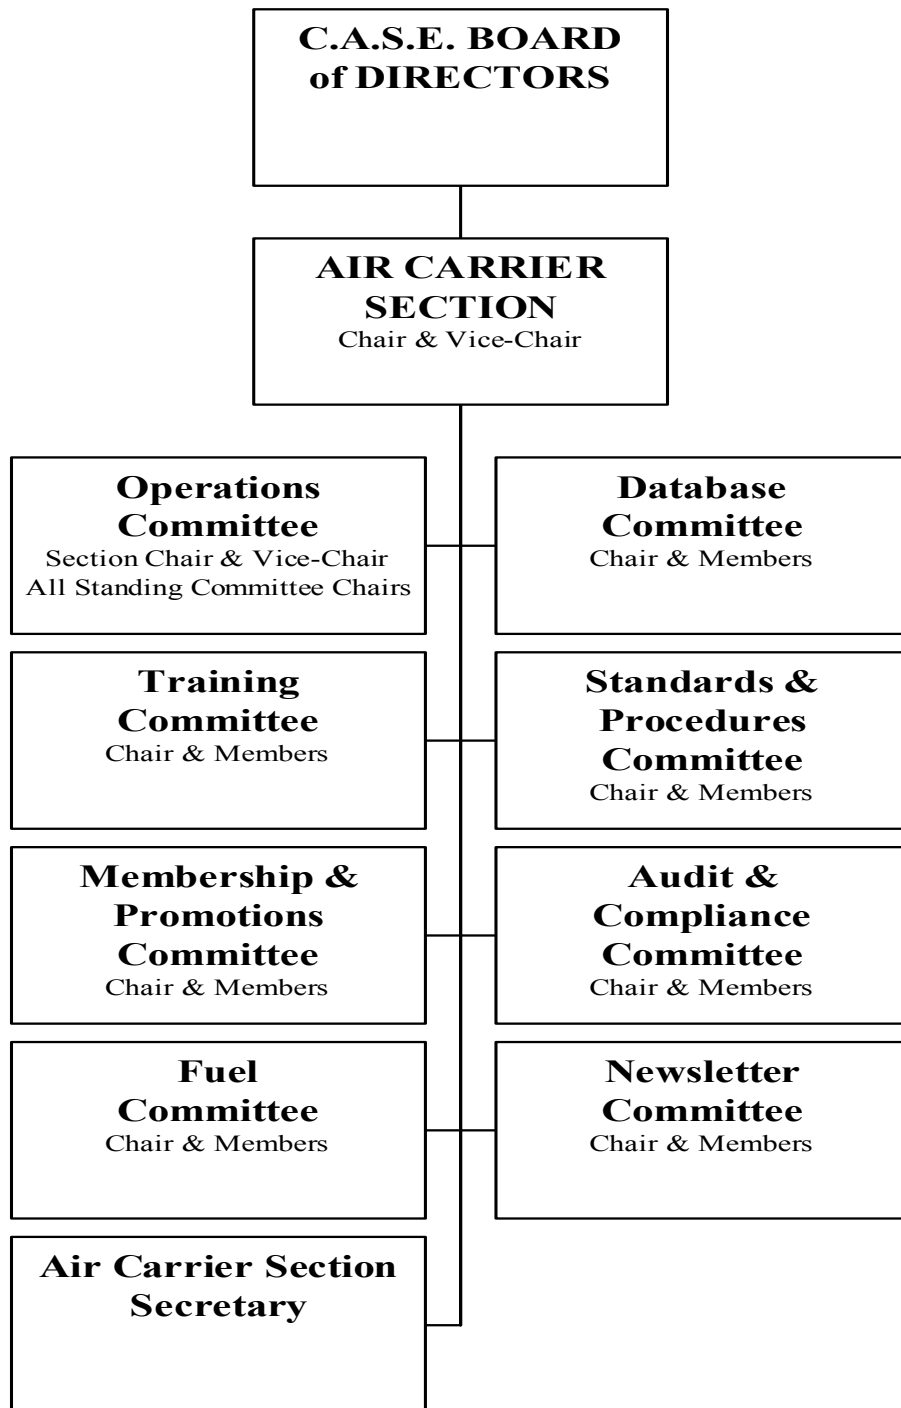 C.A.S.E. BOARD
of DIRECTORS
AIR CARRIER
SECTION
Chair & Vice-Chair
Operations
Committee
Section Chair & Vice-Chair
All Standing Committee Chairs
Database
Committee
Chair & Members
Training
Committee
Chair & Members
Standards &
Procedures
Committee
Chair & Members
Membership &
Promotions
Committee
Chair & Members
Audit &
Compliance
Committee
Chair & Members
Fuel
Committee
Chair & Members
Newsletter
Committee
Chair & Members
Air Carrier Section
Secretary